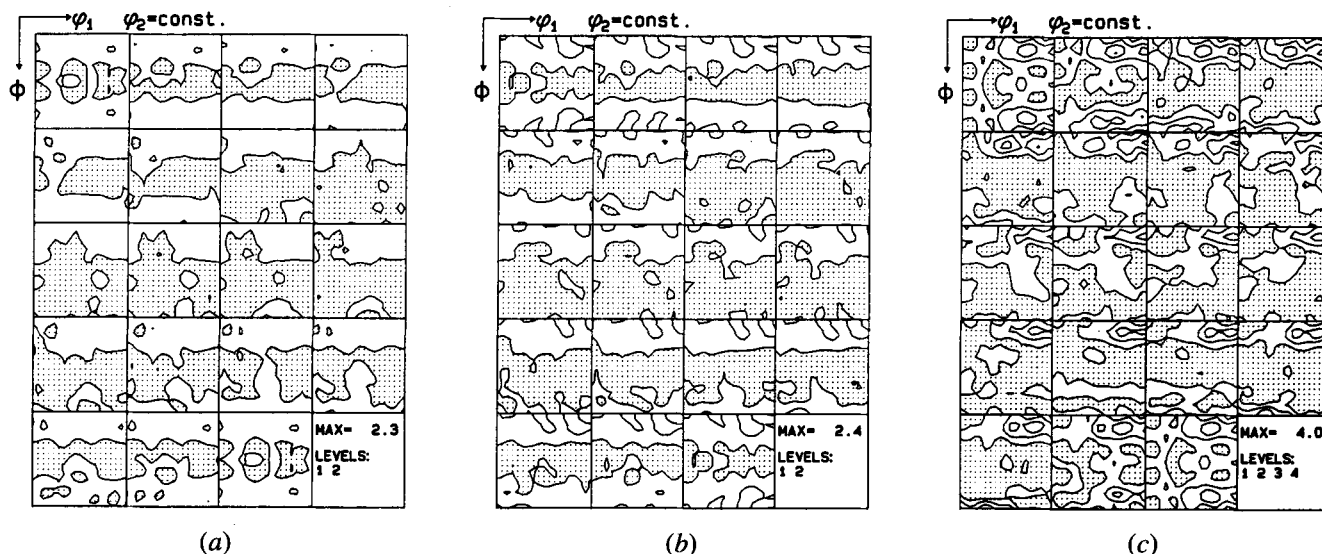 φ₁ φ₂=const.
Φ
MAX= 2.3
LEVELS:
1 2
(a)
φ₁ φ₂=const.
Φ
MAX= 2.4
LEVELS:
1 2
(b)
φ₁ φ₂=const.
Φ
MAX= 4.0
LEVELS:
1 2 3 4
(c)